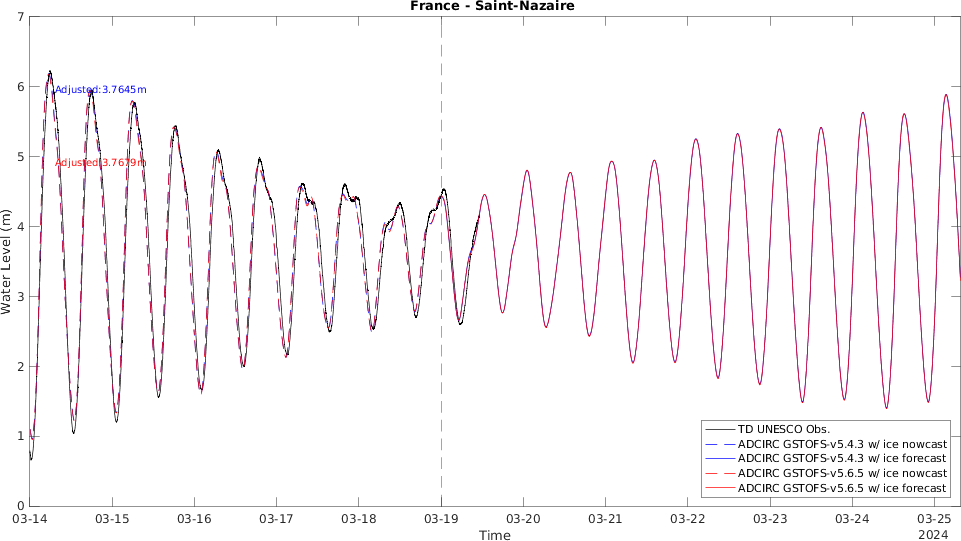 France - Saint-Nazaire
7
6
5
4
3
2
1
0
Water Level (m)
Adjusted:3.7645m
Adjusted:3.7679m
TD UNESCO Obs.
ADCIRC GSTOFS-v5.4.3 w/ ice nowcast
ADCIRC GSTOFS-v5.4.3 w/ ice forecast
ADCIRC GSTOFS-v5.6.5 w/ ice nowcast
ADCIRC GSTOFS-v5.6.5 w/ ice forecast
03-14 03-15 03-16 03-17 03-18 03-19 03-20 03-21 03-22 03-23 03-24 03-25
Time
2024